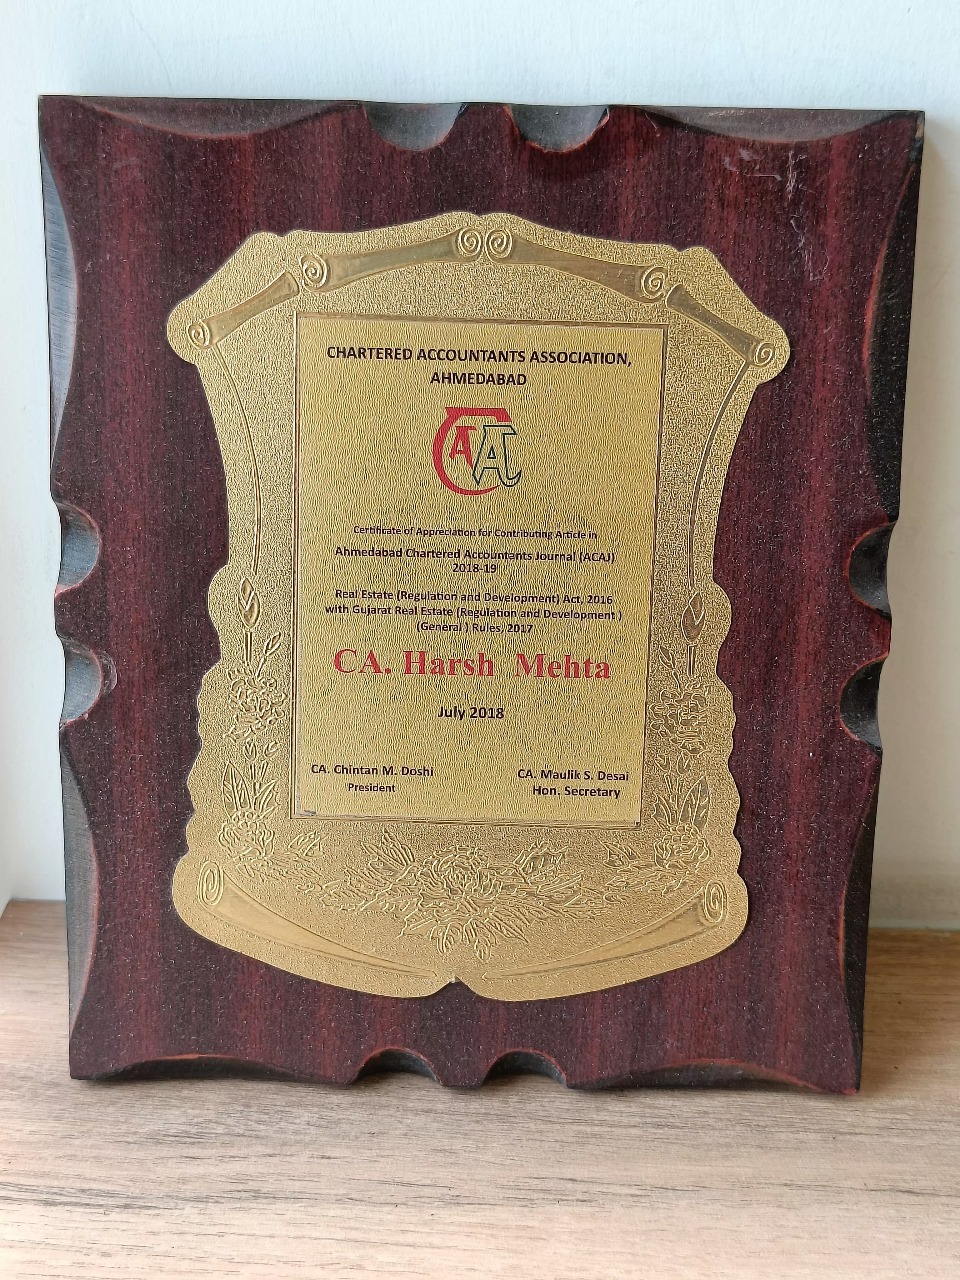 CHARTERED ACCOUNTANTS ASSOCIATION,
AHMEDABAD
CAA
Certificate of Appreciation for Contributing Article in
Ahmedabad Chartered Accountants Journal (ACAJ)
2018-19
Real Estate (Regulation and Development) Act, 2016
with Gujarat Real Estate (Regulation and Development )
(General ) Rules, 2017
CA. Harsh Mehta
July 2018
CA. Chintan M. Doshi
President
CA. Maulik S. Desai
Hon. Secretary